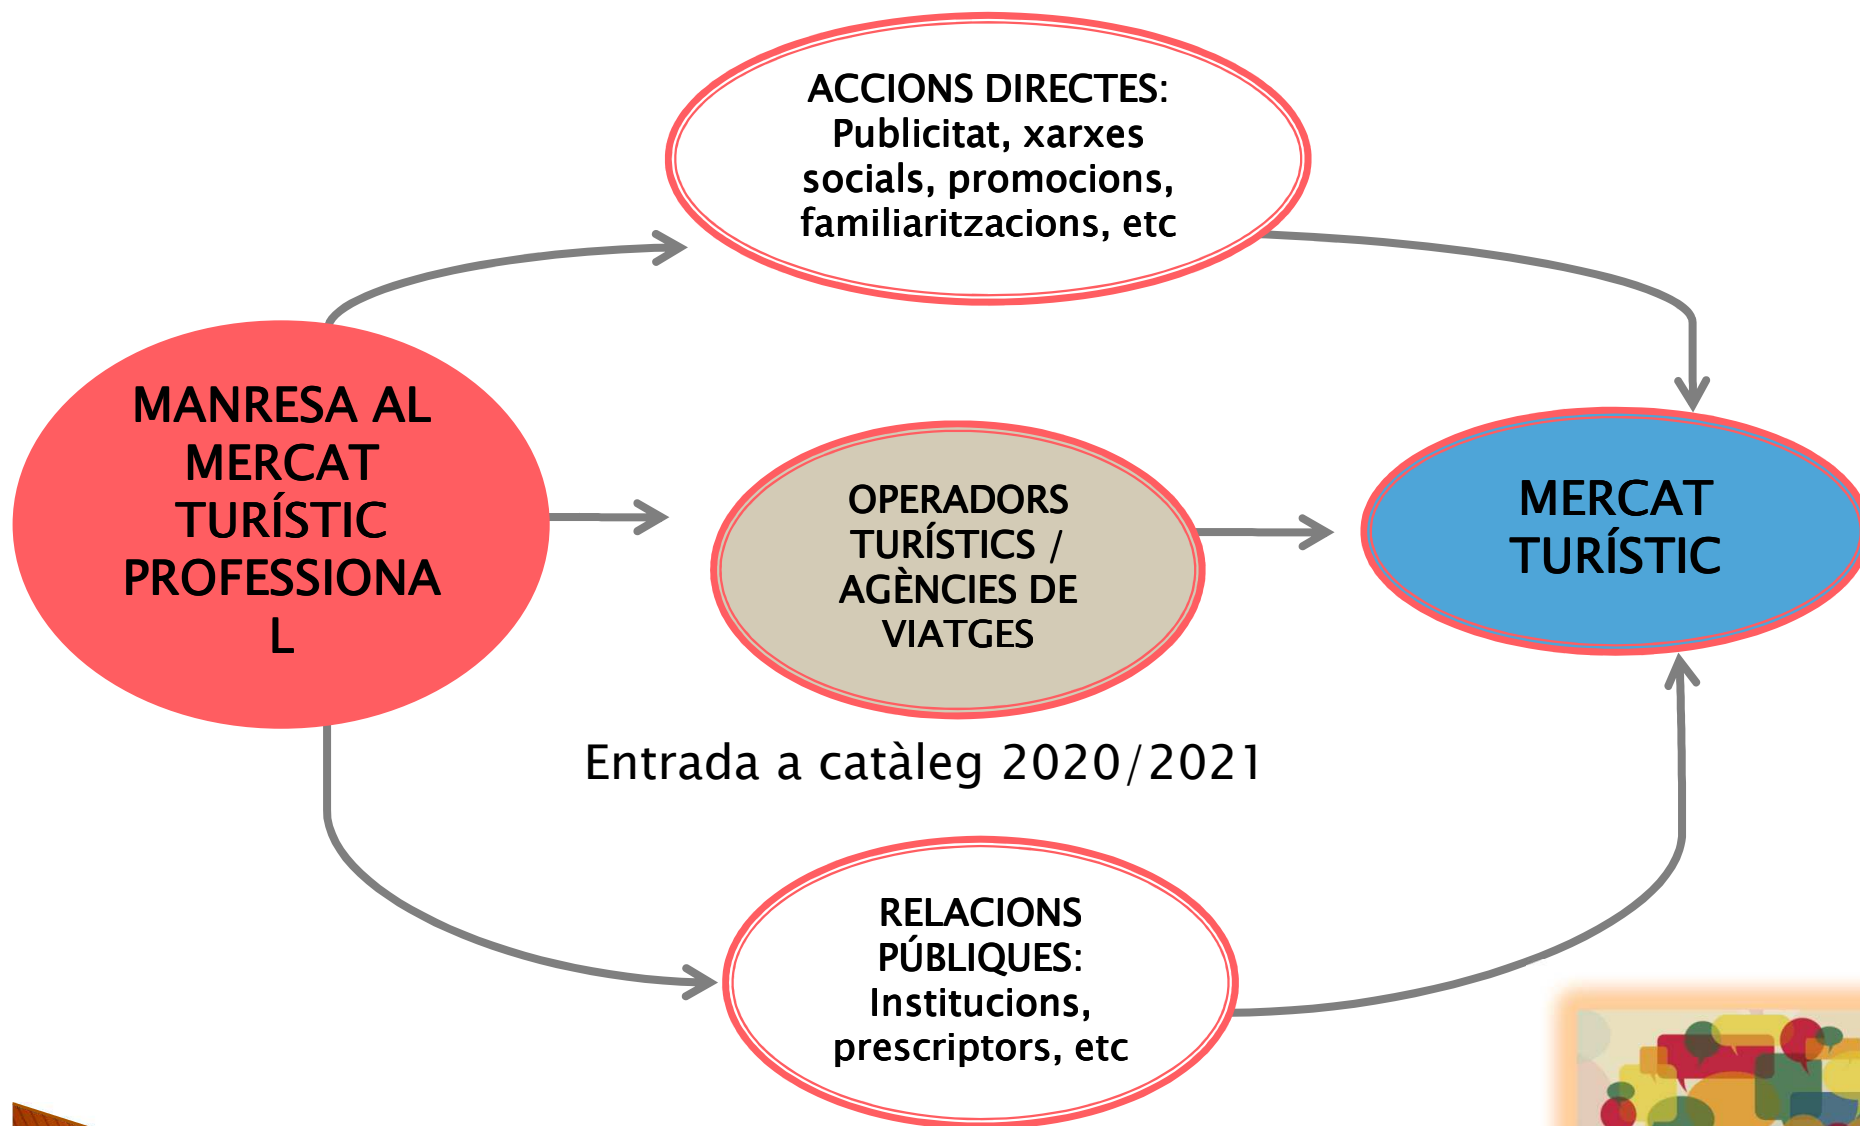 ACCIONS DIRECTES:
Publicitat, xarxes
socials, promocions,
familiaritzacions, etc
MANRESA AL
MERCAT
TURÍSTIC
PROFESSIONA
L
OPERADORS
TURÍSTICS /
AGÈNCIES DE
VIATGES
MERCAT
TURÍSTIC
Entrada a catàleg 2020/2021
RELACIONS
PÚBLIQUES:
Institucions,
prescriptors, etc